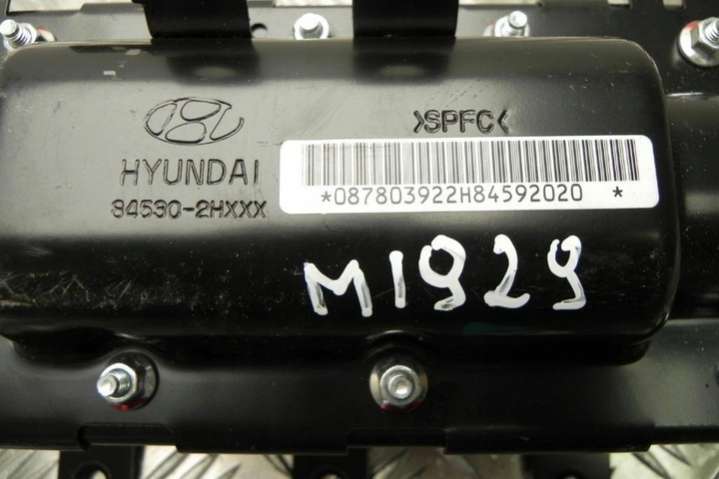 >SPFC<
HYUNDAI
84530-2HXXX
*087803922H84592020 *
M1929